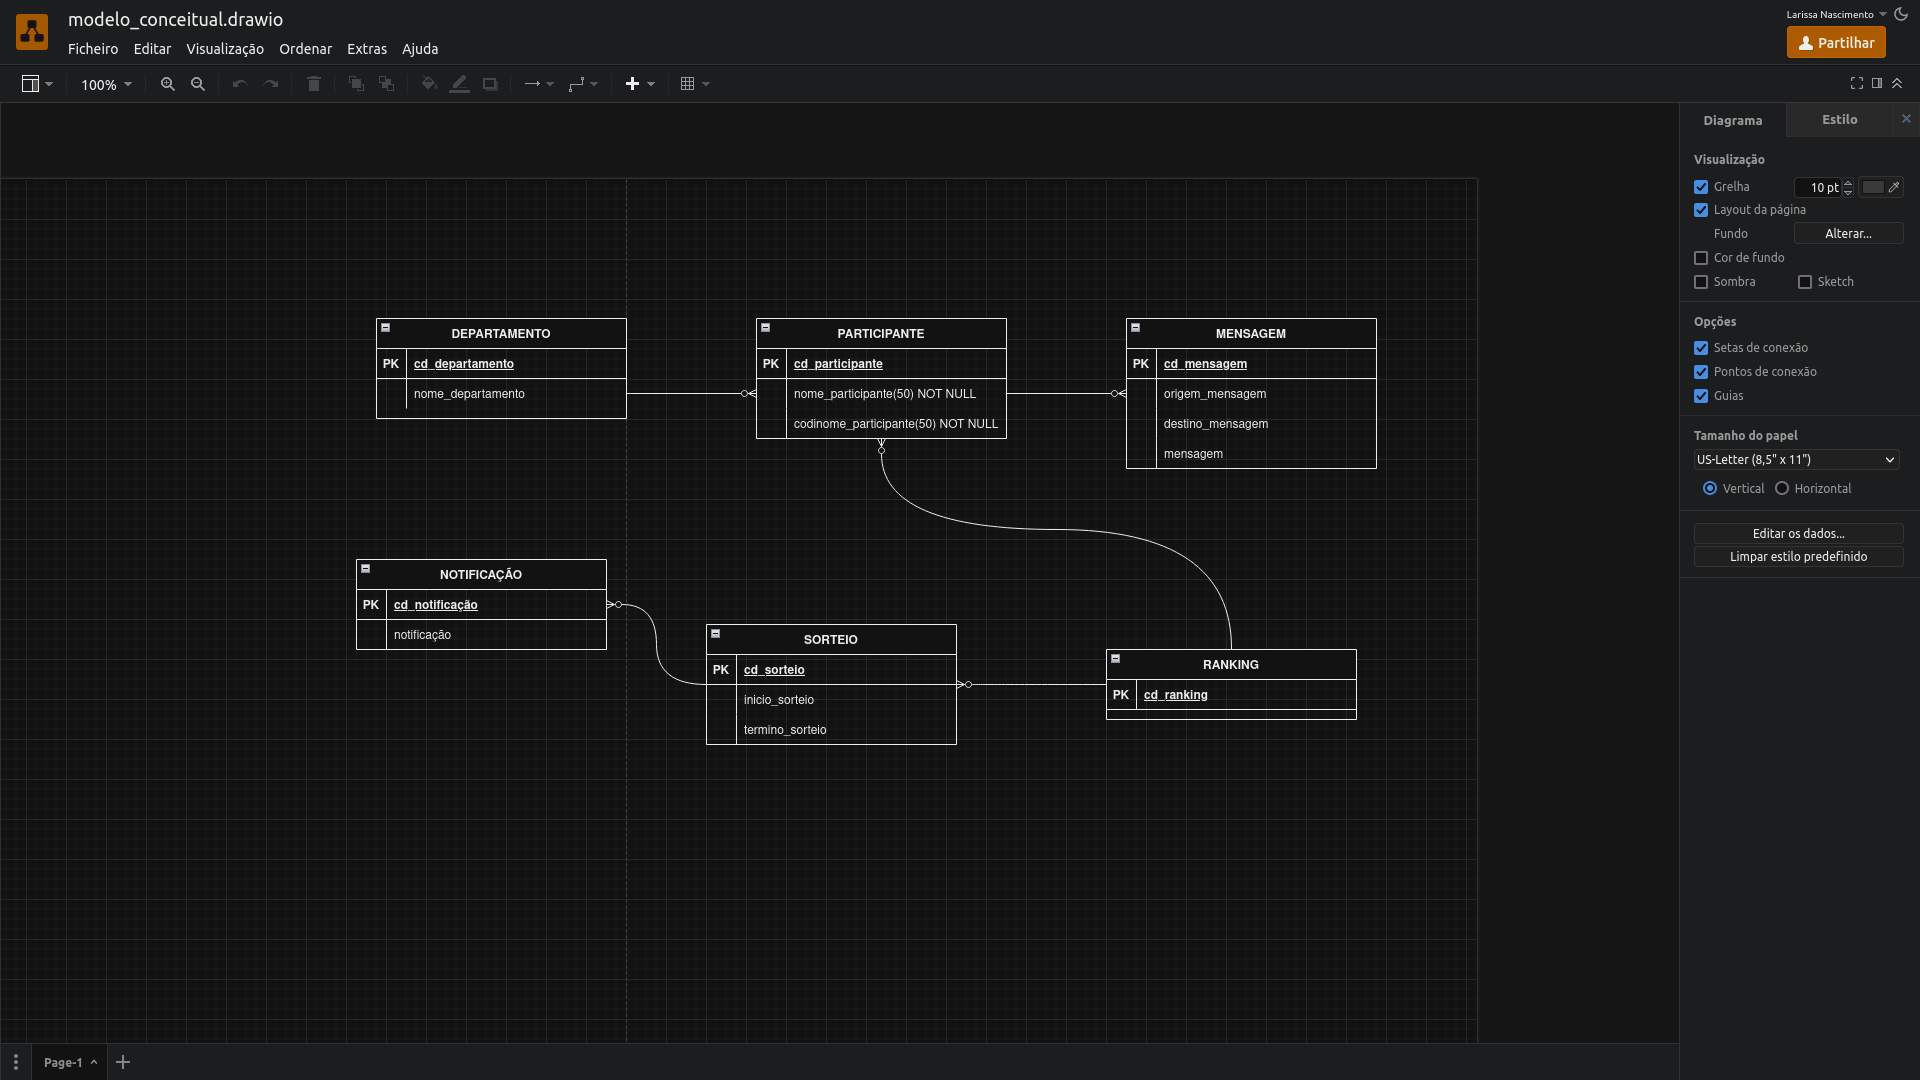 modelo_conceitual.drawio
Larissa Nascimento
Ficheiro Editar Visualização Ordenar Extras Ajuda
Partilhar
100%
Diagrama Estilo
Visualização
Grelha 10 pt
Layout da página
Fundo Alterar...
Cor de fundo
Sombra Sketch
Opções
Setas de conexão
Pontos de conexão
Guias
Tamanho do papel
US-Letter (8,5" x 11")
Vertical Horizontal
Editar os dados...
Limpar estilo predefinido
DEPARTAMENTO
PK cd_departamento
nome_departamento
PARTICIPANTE
PK cd_participante
nome_participante(50) NOT NULL
codinome_participante(50) NOT NULL
MENSAGEM
PK cd_mensagem
origem_mensagem
destino_mensagem
mensagem
NOTIFICAÇÃO
PK cd_notificação
notificação
SORTEIO
PK cd_sorteio
inicio_sorteio
termino_sorteio
RANKING
PK cd_ranking
Page-1